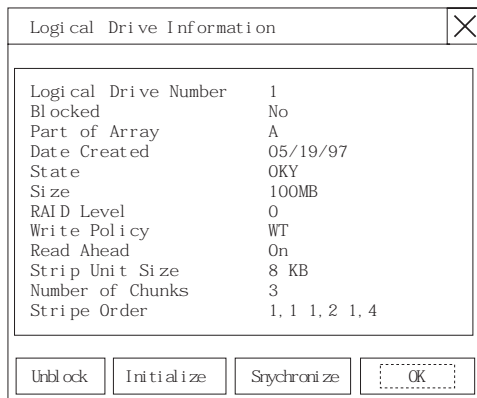 Logical Drive Information
Logical Drive Number 1
Blocked No
Part of Array A
Date Created 05/19/97
State OKY
Size 100MB
RAID Level 0
Write Policy WT
Read Ahead On
Strip Unit Size 8 KB
Number of Chunks 3
Stripe Order 1,1 1,2 1,4
Unblock Initialize Snychronize OK